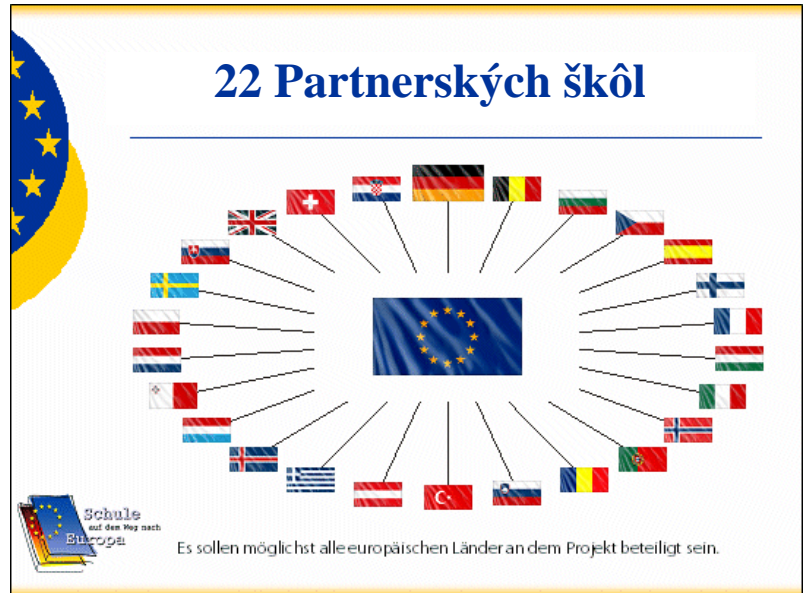 22 Partnerských škôl
Schule
auf dem Weg nach
Europa
Es sollen möglichst alle europäischen Länder an dem Projekt beteiligt sein.